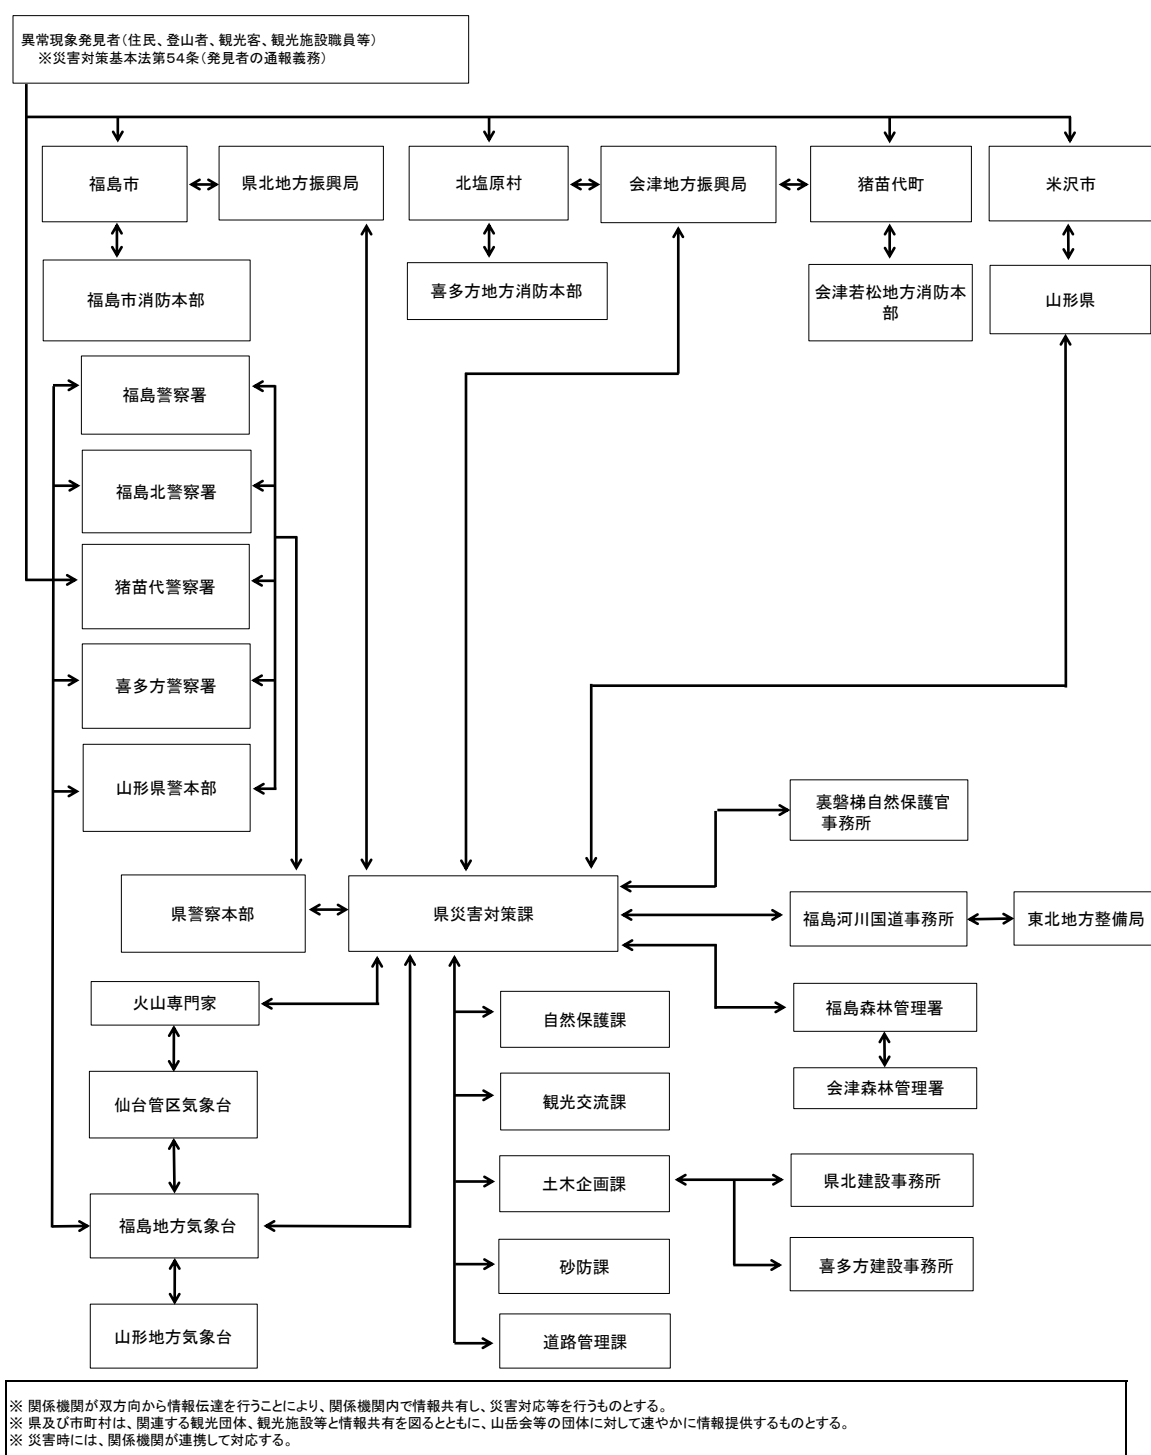 異常現象発見者(住民、登山者、観光客、観光施設職員等)
※災害対策基本法第54条(発見者の通報義務)
福島市
県北地方振興局
北塩原村
会津地方振興局
猪苗代町
米沢市
福島市消防本部
喜多方地方消防本部
会津若松地方消防本
部
山形県
福島警察署
福島北警察署
猪苗代警察署
喜多方警察署
山形県警本部
裏磐梯自然保護官
事務所
県警察本部
県災害対策課
福島河川国道事務所
東北地方整備局
火山専門家
自然保護課
福島森林管理署
仙台管区気象台
観光交流課
会津森林管理署
土木企画課
県北建設事務所
福島地方気象台
砂防課
喜多方建設事務所
山形地方気象台
道路管理課
※ 関係機関が双方向から情報伝達を行うことにより、関係機関内で情報共有し、災害対応等を行うものとする。
※ 県及び市町村は、関連する観光団体、観光施設等と情報共有を図るとともに、山岳会等の団体に対して速やかに情報提供するものとする。
※ 災害時には、関係機関が連携して対応する。